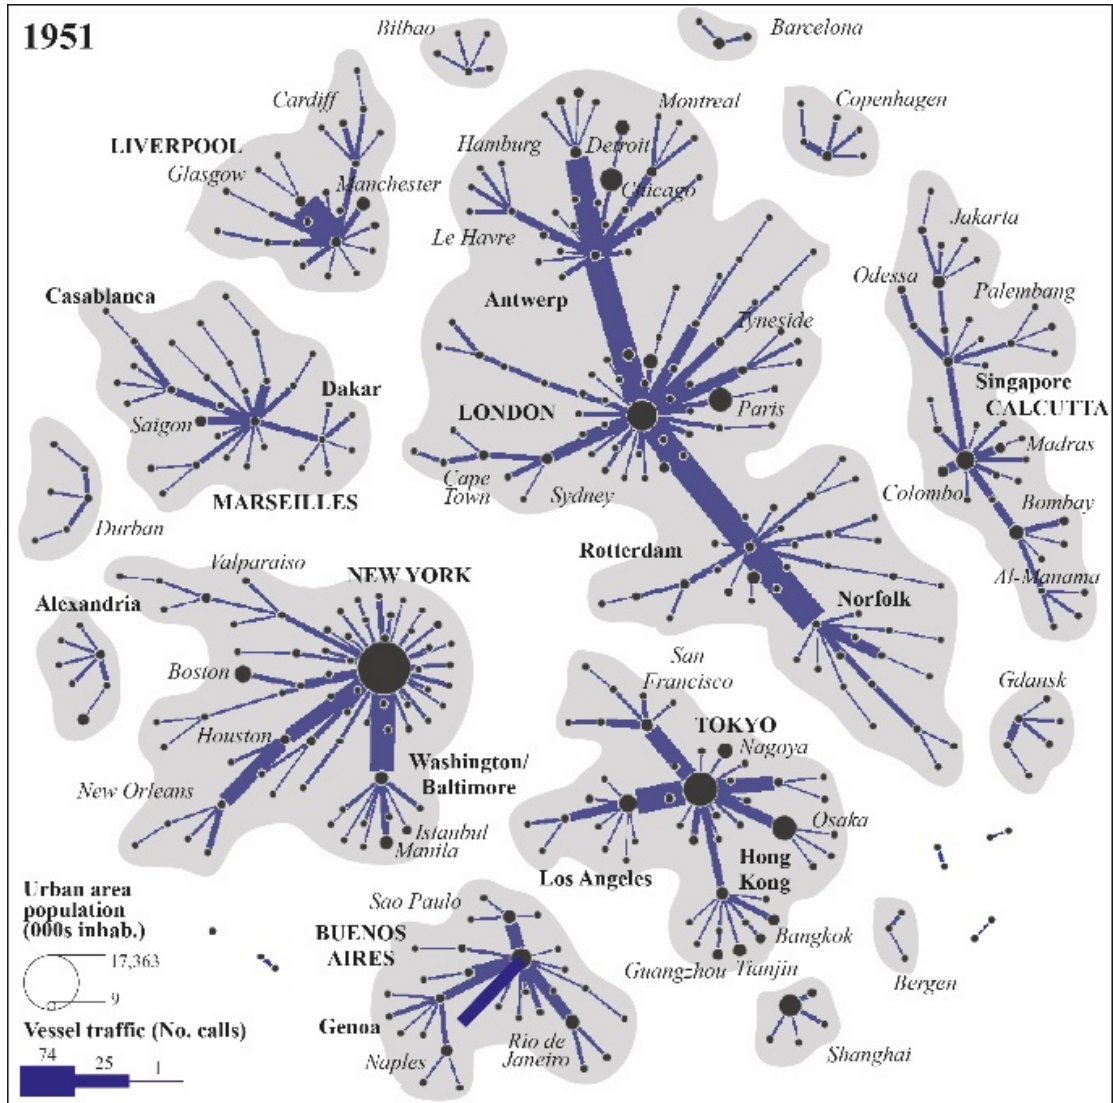 1951
Bilbao
Barcelona
Cardiff
Montreal
Copenhagen
LIVERPOOL
Hamburg
Detroit
Glasgow
Manchester
Chicago
Jakarta
Le Havre
Odessa
Palembang
Casablanca
Antwerp
Tyneside
Dakar
Singapore
LONDON
Paris
CALCUTTA
Saigon
Madras
Cape
Town
Sydney
Colombo
MARSEILLES
Bombay
Durban
Rotterdam
Valparaiso
NEW YORK
Al-Manama
Alexandria
Norfolk
San
Francisco
Boston
Gdansk
TOKYO
Houston
Nagoya
Washington/
Baltimore
New Orleans
Istanbul
Osaka
Manila
Hong
Kong
Los Angeles
Urban area
population
(000s inhab.)
Sao Paulo
BUENOS
AIRES
Bangkok
17,363
Guangzhou
Tianjin
Bergen
9
Genoa
Vessel traffic (No. calls)
Rio de
Janeiro
Naples
Shanghai
74
25
1